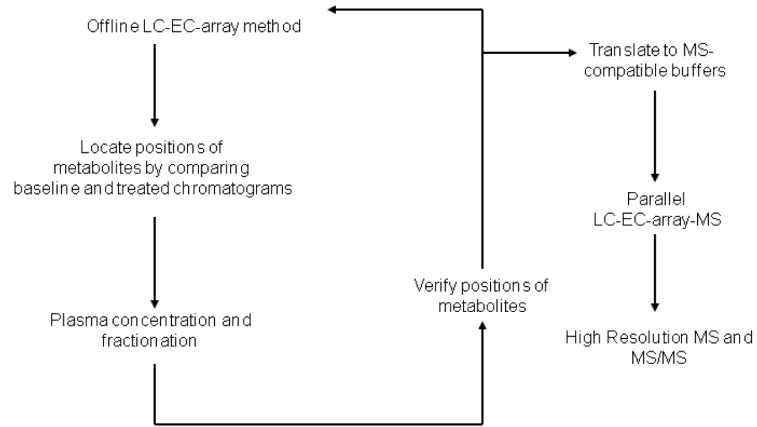 Offline LC-EC-array method
Locate positions of
metabolites by comparing
baseline and treated chromatograms
Plasma concentration and
fractionation
Verify positions of
metabolites
Translate to MS-
compatible buffers
Parallel
LC-EC-array-MS
High Resolution MS and
MS/MS